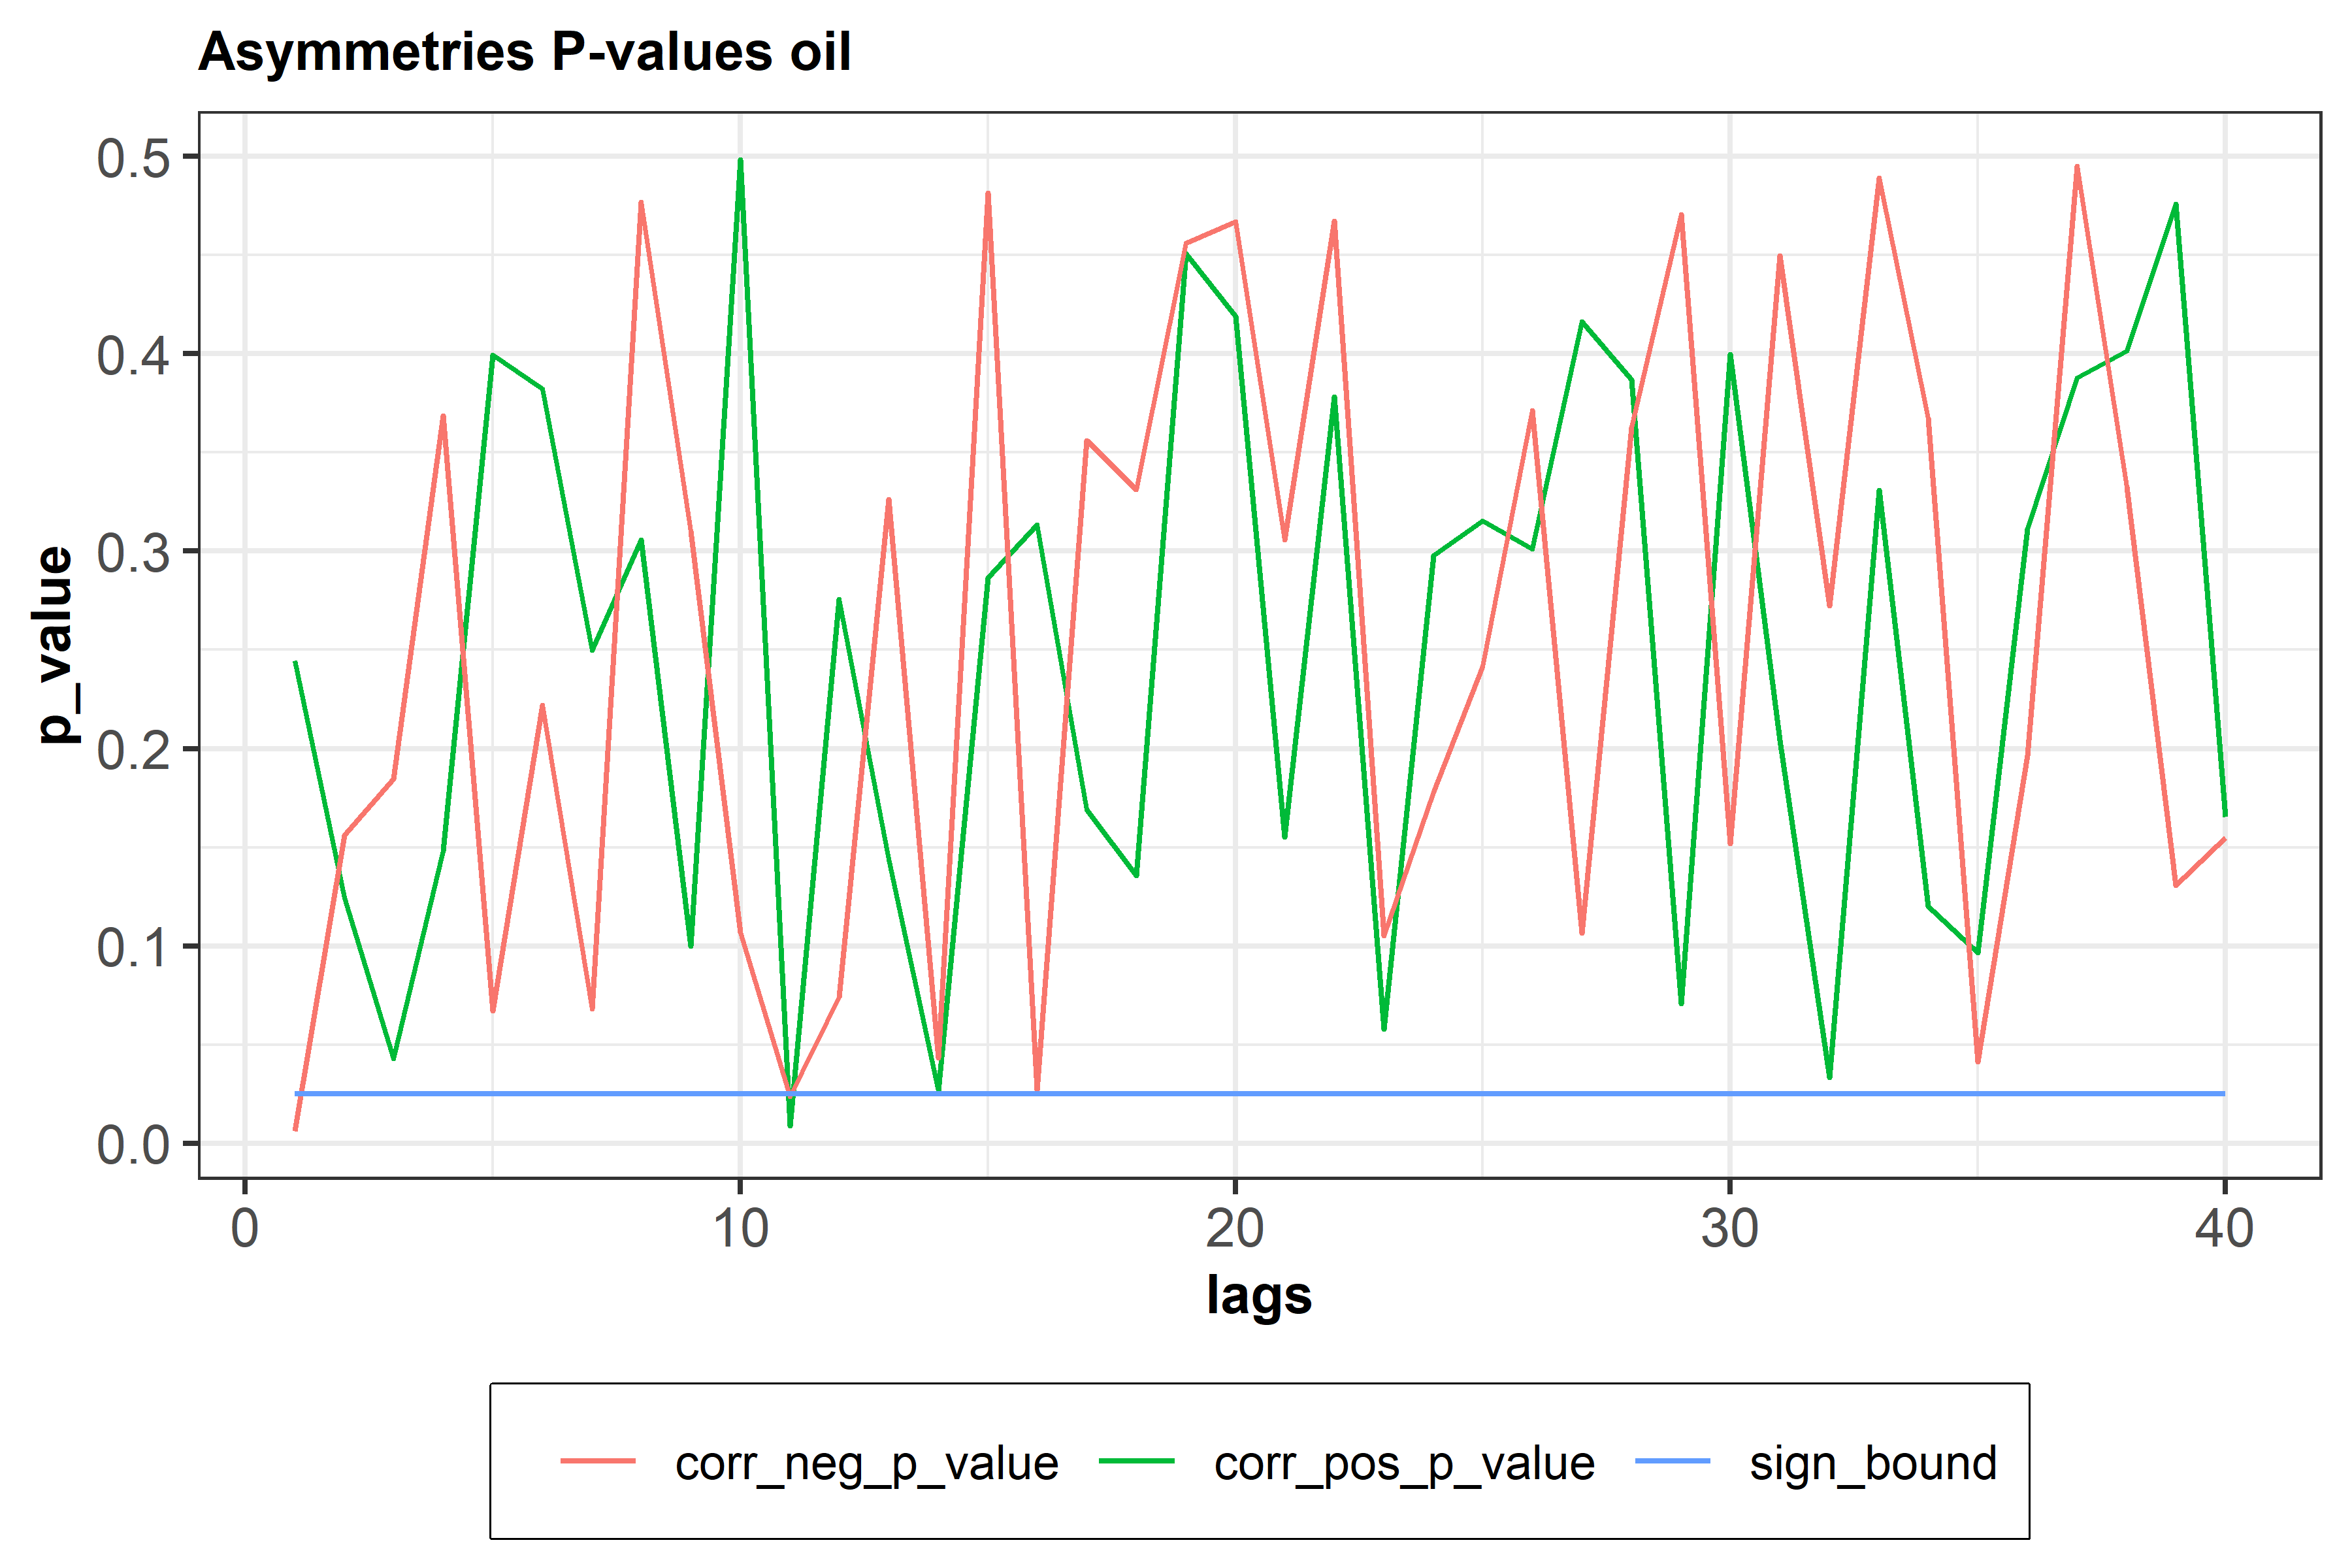 Asymmetries P-values oil
p_value
0.5
0.4
0.3
0.2
0.1
0.0
0 10 20 30 40
lags
corr_neg_p_value corr_pos_p_value sign_bound